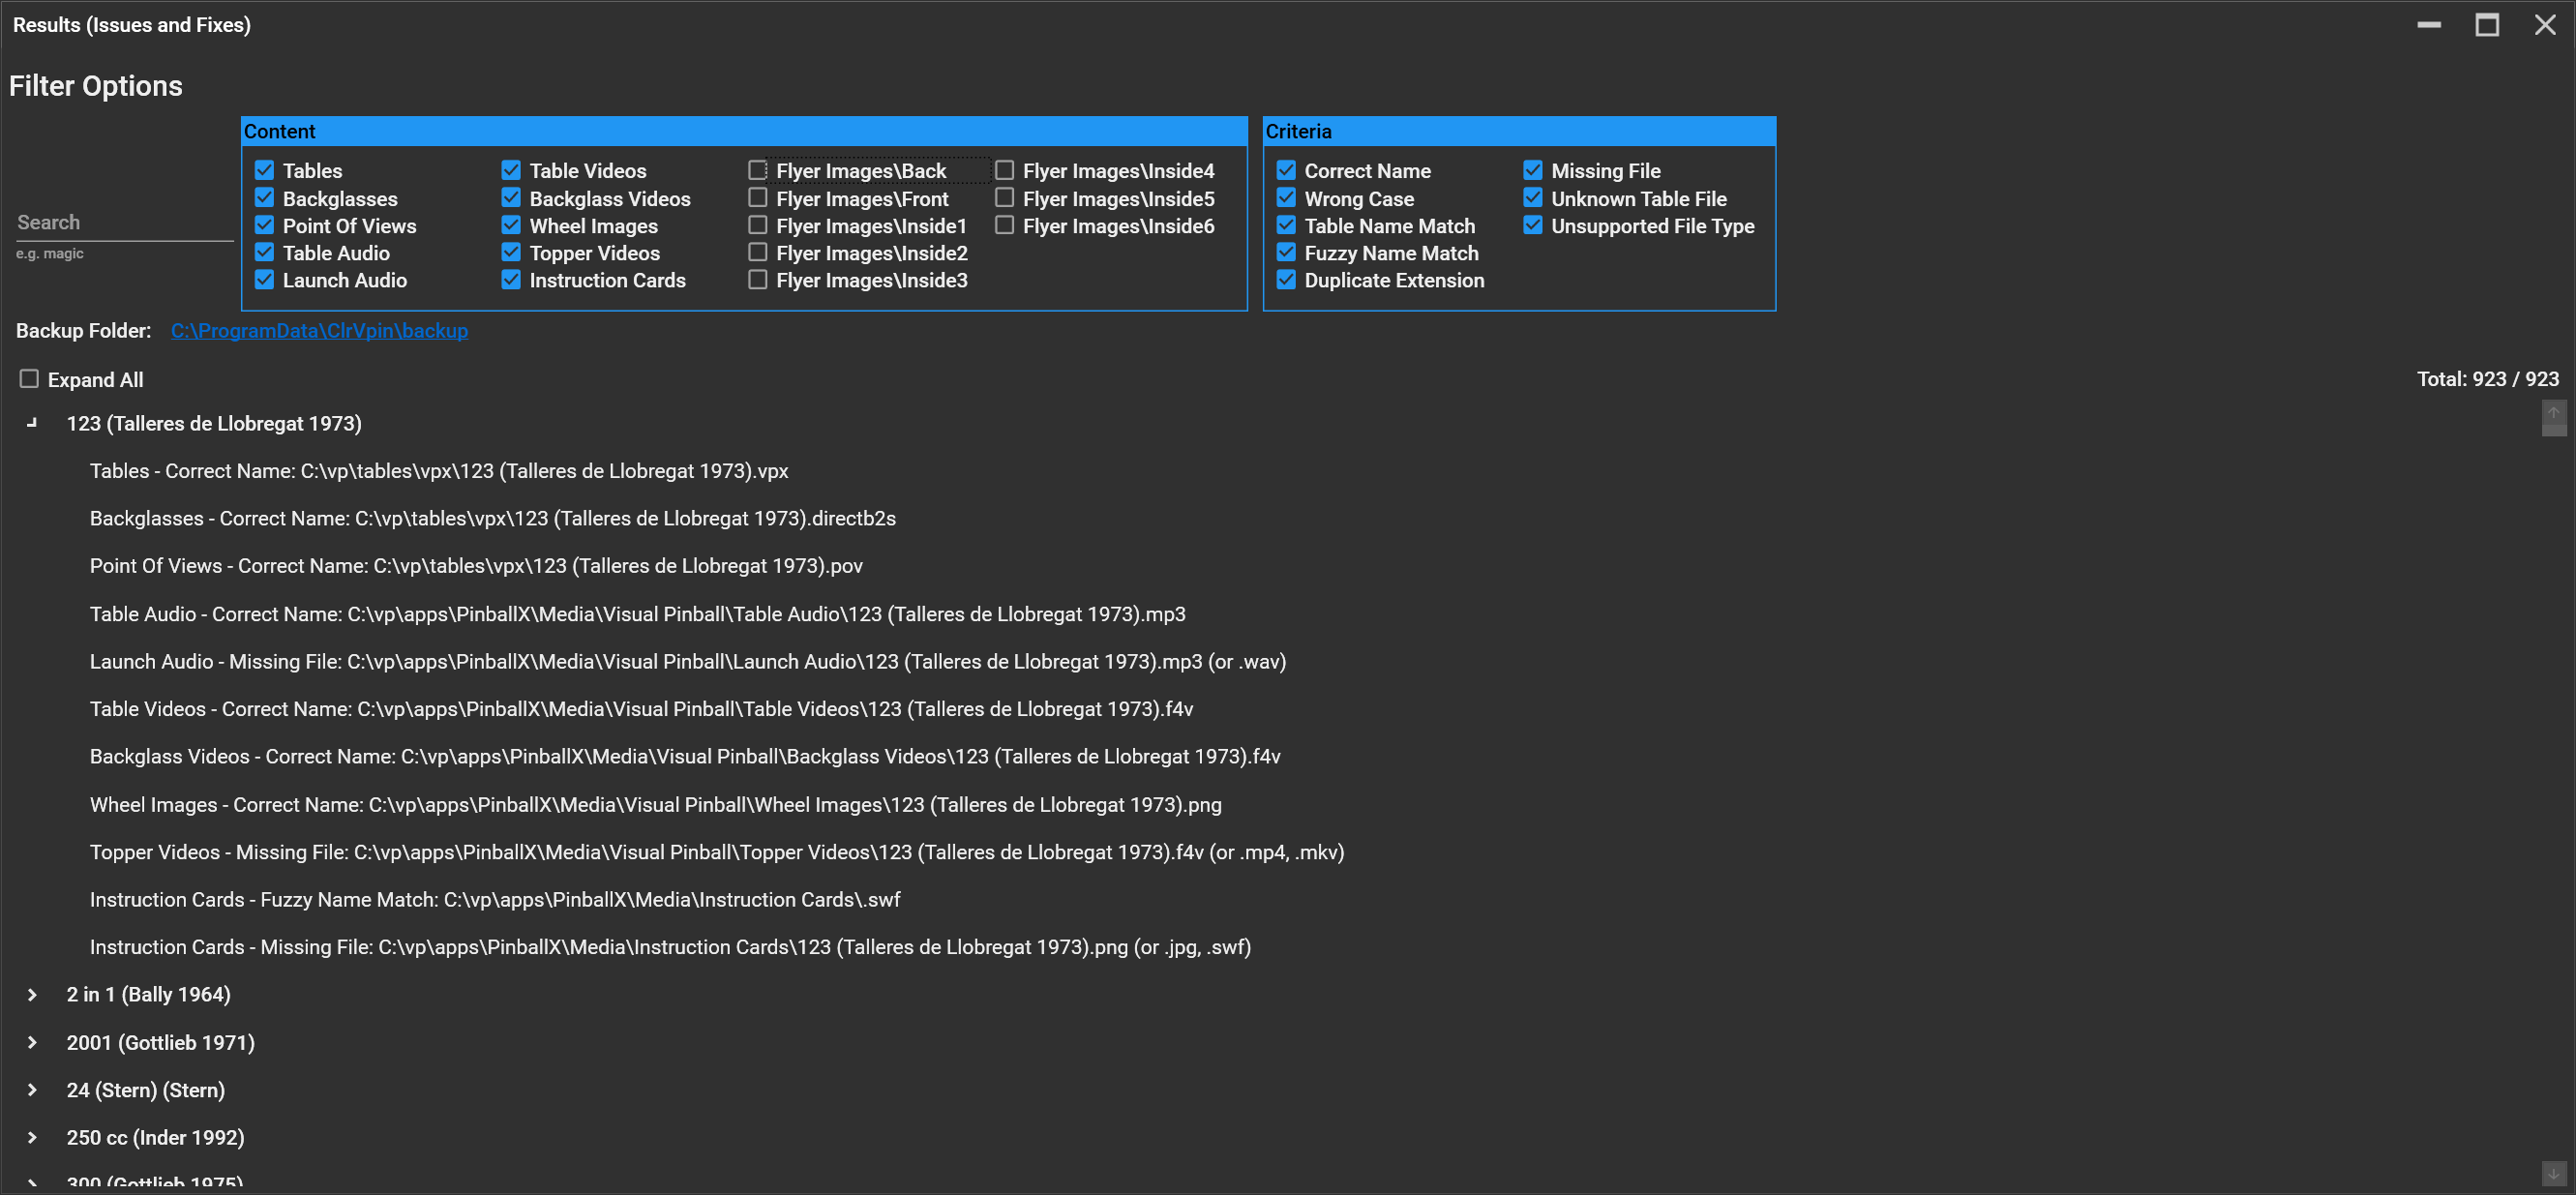 Results (Issues and Fixes)
Filter Options
Content
Criteria
Tables
Table Videos
Flyer Images\Back
Flyer Images\Inside4
Correct Name
Missing File
Backglasses
Backglass Videos
Flyer Images\Front
Flyer Images\Inside5
Wrong Case
Unknown Table File
Search
Point Of Views
Wheel Images
Flyer Images\Inside1
Flyer Images\Inside6
Table Name Match
Unsupported File Type
e.g. magic
Table Audio
Topper Videos
Flyer Images\Inside2
Fuzzy Name Match
Launch Audio
Instruction Cards
Flyer Images\Inside3
Duplicate Extension
Backup Folder: C:\ProgramData\ClrVpin\backup
Expand All
Total: 923 / 923
123 (Talleres de Llobregat 1973)
Tables - Correct Name: C:\vp\tables\vpx\123 (Talleres de Llobregat 1973).vpx
Backglasses - Correct Name: C:\vp\tables\vpx\123 (Talleres de Llobregat 1973).directb2s
Point Of Views - Correct Name: C:\vp\tables\vpx\123 (Talleres de Llobregat 1973).pov
Table Audio - Correct Name: C:\vp\apps\PinballX\Media\Visual Pinball\Table Audio\123 (Talleres de Llobregat 1973).mp3
Launch Audio - Missing File: C:\vp\apps\PinballX\Media\Visual Pinball\Launch Audio\123 (Talleres de Llobregat 1973).mp3 (or .wav)
Table Videos - Correct Name: C:\vp\apps\PinballX\Media\Visual Pinball\Table Videos\123 (Talleres de Llobregat 1973).f4v
Backglass Videos - Correct Name: C:\vp\apps\PinballX\Media\Visual Pinball\Backglass Videos\123 (Talleres de Llobregat 1973).f4v
Wheel Images - Correct Name: C:\vp\apps\PinballX\Media\Visual Pinball\Wheel Images\123 (Talleres de Llobregat 1973).png
Topper Videos - Missing File: C:\vp\apps\PinballX\Media\Visual Pinball\Topper Videos\123 (Talleres de Llobregat 1973).f4v (or .mp4, .mkv)
Instruction Cards - Fuzzy Name Match: C:\vp\apps\PinballX\Media\Instruction Cards\.swf
Instruction Cards - Missing File: C:\vp\apps\PinballX\Media\Instruction Cards\123 (Talleres de Llobregat 1973).png (or .jpg, .swf)
2 in 1 (Bally 1964)
2001 (Gottlieb 1971)
24 (Stern) (Stern)
250 cc (Inder 1992)
300 (Gottlieb 1975)